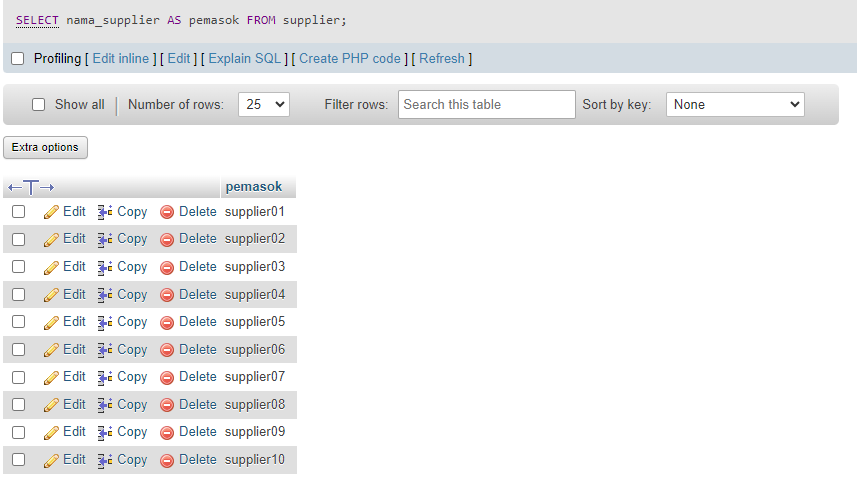 SELECT nama_supplier AS pemasok FROM supplier;
Profiling [ Edit inline ] [ Edit ] [ Explain SQL ] [ Create PHP code ] [ Refresh ]
Show all Number of rows: 25 Filter rows: Search this table Sort by key: None
Extra options
←T→ pemasok
Edit Copy Delete supplier01
Edit Copy Delete supplier02
Edit Copy Delete supplier03
Edit Copy Delete supplier04
Edit Copy Delete supplier05
Edit Copy Delete supplier06
Edit Copy Delete supplier07
Edit Copy Delete supplier08
Edit Copy Delete supplier09
Edit Copy Delete supplier10